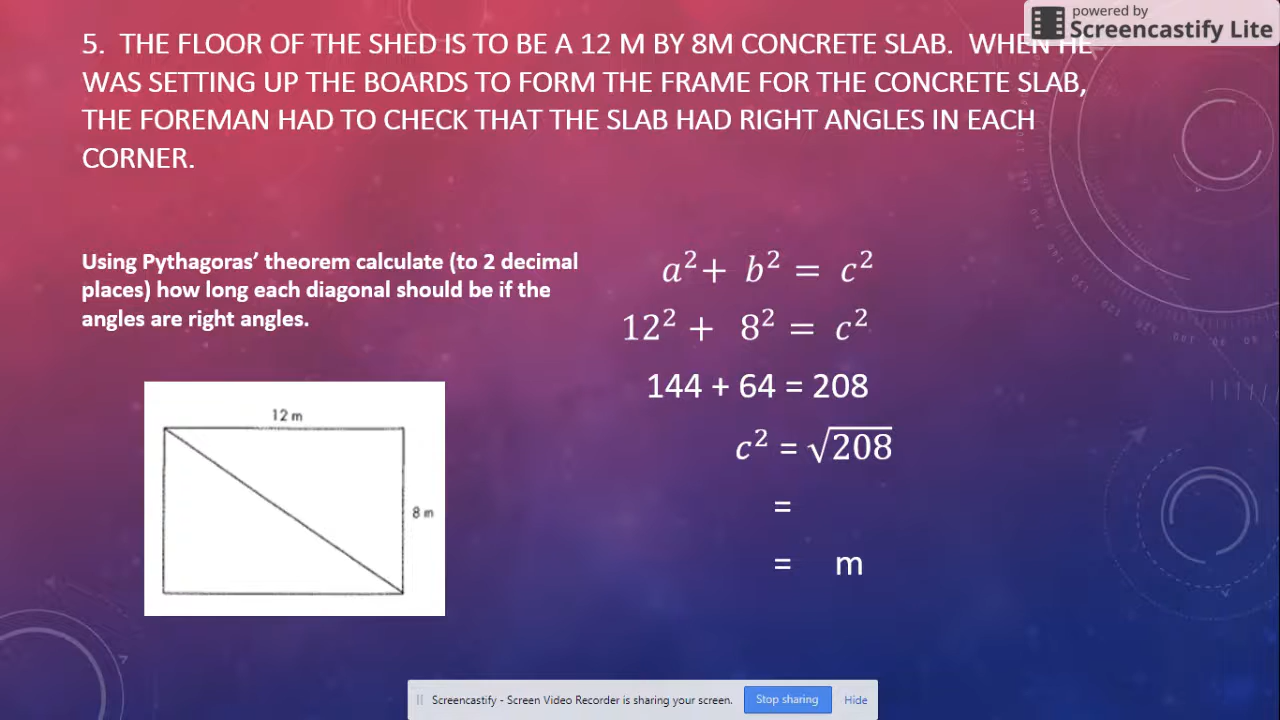 powered by
Screencastify Lite
5. THE FLOOR OF THE SHED IS TO BE A 12 M BY 8M CONCRETE SLAB. WHEN HE
WAS SETTING UP THE BOARDS TO FORM THE FRAME FOR THE CONCRETE SLAB,
THE FOREMAN HAD TO CHECK THAT THE SLAB HAD RIGHT ANGLES IN EACH
CORNER.
Using Pythagoras’ theorem calculate (to 2 decimal
places) how long each diagonal should be if the
angles are right angles.
12 m
8 m
a² + b² = c²
12² + 8² = c²
144 + 64 = 208
c² = √208
=
= m
Screencastify - Screen Video Recorder is sharing your screen. Stop sharing Hide